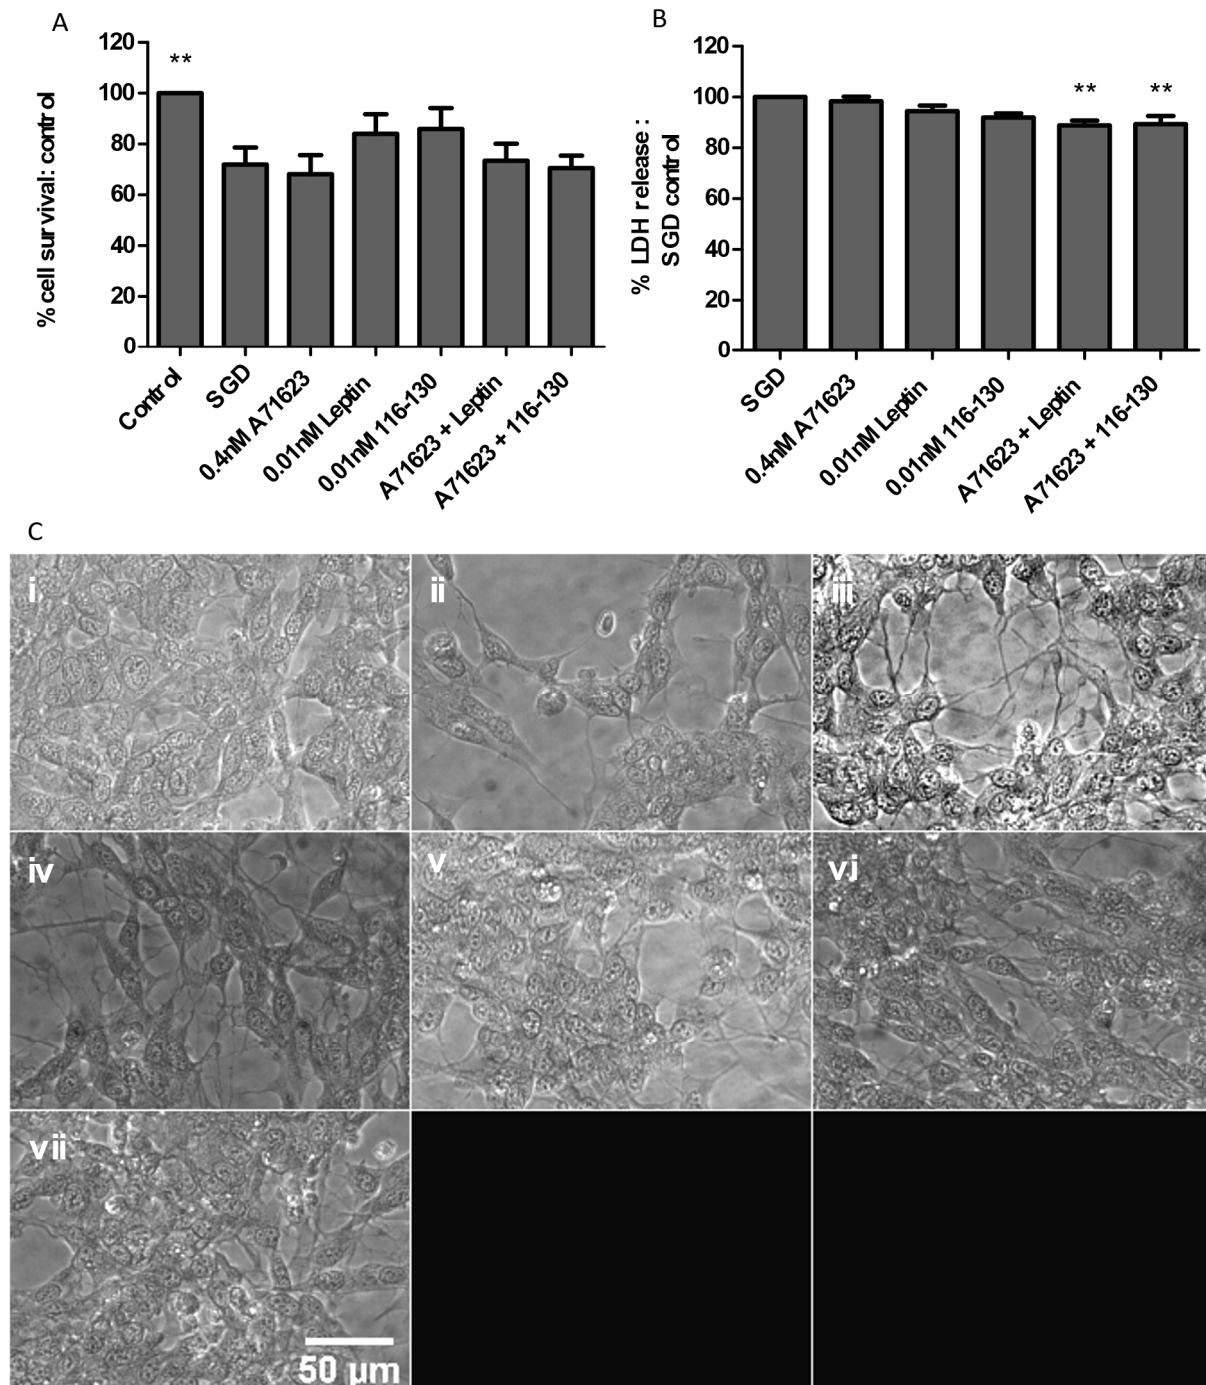 A
% cell survival: control
120
100
80
60
40
20
0
**
Control
SGD
0.4nM A71623
0.01nM Leptin
0.01nM 116-130
A71623 + Leptin
A71623 + 116-130
B
% LDH release :
SGD control
120
100
80
60
40
20
0
** **
SGD
0.4nM A71623
0.01nM Leptin
0.01nM 116-130
A71623 + Leptin
A71623 + 116-130
C
i ii iii
iv v vi
vii
50 µm